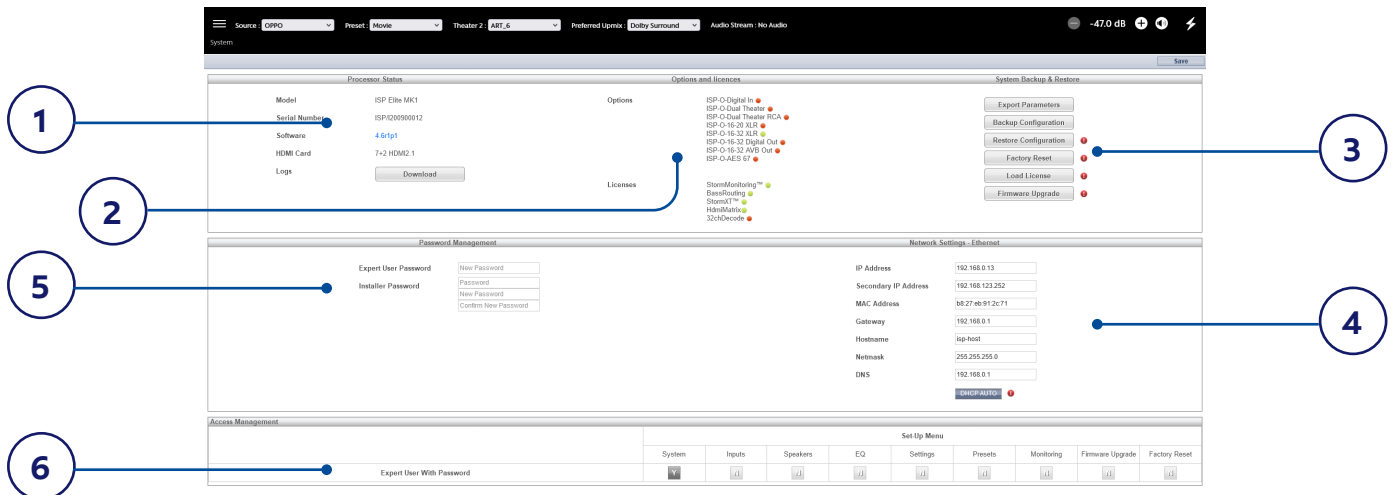 Source : OPPO Preset : Movie Theater 2 : ART_6 Preferred Upmix : Dolby Surround Audio Stream : No Audio -47.0 dB
System
Save
Processor Status
Model ISP Elite MK1
Serial Number ISP/I200900012
Software 4.6r1p1
HDMI Card 7+2 HDMI2.1
Logs Download
Options and licences
Options
ISP-O-Digital In
ISP-O-Dual Theater
ISP-O-Dual Theater RCA
ISP-O-16-20 XLR
ISP-O-16-32 XLR
ISP-O-16-32 Digital Out
ISP-O-16-32 AVB Out
ISP-O-AES 67
Licenses
StormMonitoring™
BassRouting
StormXT™
HdmiMatrix
32chDecode
System Backup & Restore
Export Parameters
Backup Configuration
Restore Configuration
Factory Reset
Load License
Firmware Upgrade
1
2
3
Password Management
Expert User Password New Password
Installer Password Password
New Password
Confirm New Password
5
Network Settings - Ethernet
IP Address 192.168.0.13
Secondary IP Address 192.168.123.252
MAC Address b8:27:eb:91:2c:71
Gateway 192.168.0.1
Hostname isp-host
Netmask 255.255.255.0
DNS 192.168.0.1
DHCP AUTO
4
Access Management
Set-Up Menu
System Inputs Speakers EQ Settings Presets Monitoring Firmware Upgrade Factory Reset
Expert User With Password Y
6